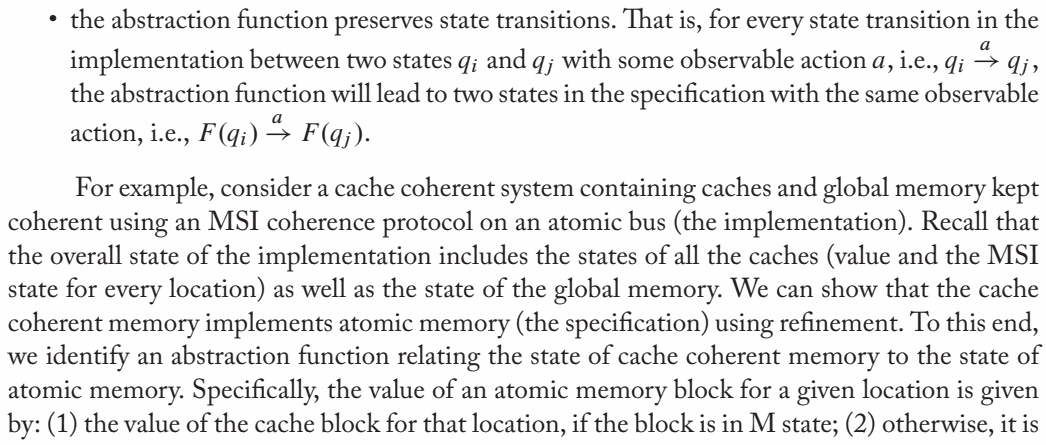 • the abstraction function preserves state transitions. That is, for every state transition in the
implementation between two states qᵢ and qⱼ with some observable action a, i.e., qᵢ →ᵃ qⱼ,
the abstraction function will lead to two states in the specification with the same observable
action, i.e., F(qᵢ) →ᵃ F(qⱼ).
For example, consider a cache coherent system containing caches and global memory kept
coherent using an MSI coherence protocol on an atomic bus (the implementation). Recall that
the overall state of the implementation includes the states of all the caches (value and the MSI
state for every location) as well as the state of the global memory. We can show that the cache
coherent memory implements atomic memory (the specification) using refinement. To this end,
we identify an abstraction function relating the state of cache coherent memory to the state of
atomic memory. Specifically, the value of an atomic memory block for a given location is given
by: (1) the value of the cache block for that location, if the block is in M state; (2) otherwise, it is